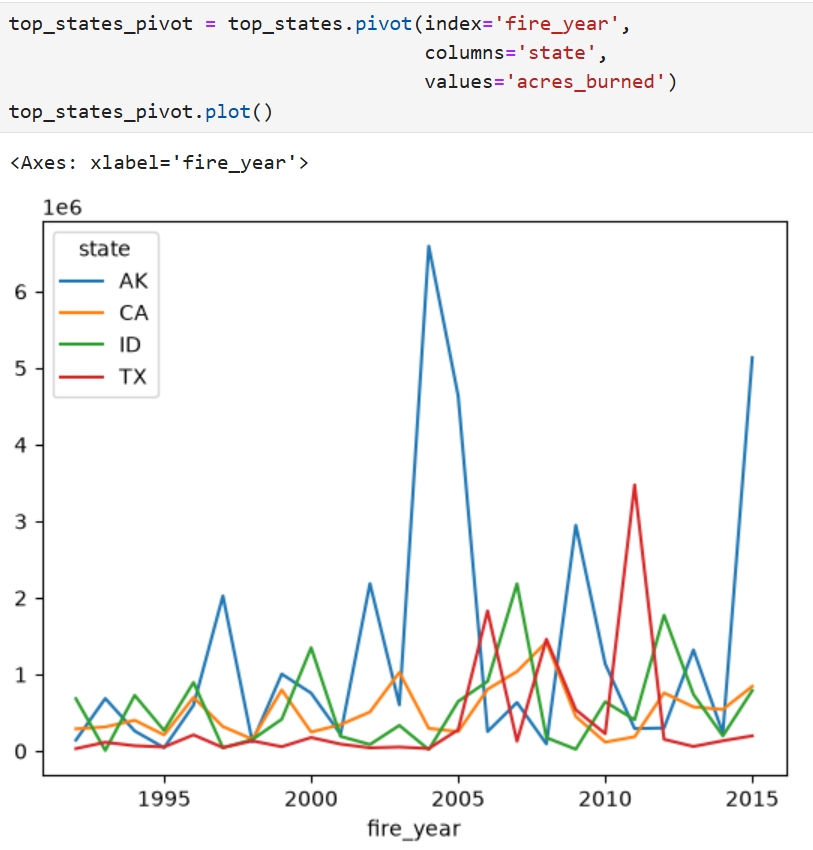 top_states_pivot = top_states.pivot(index='fire_year',
columns='state',
values='acres_burned')
top_states_pivot.plot()
<Axes: xlabel='fire_year'>
1e6
state
AK
CA
ID
TX
6
5
4
3
2
1
0
1995 2000 2005 2010 2015
fire_year